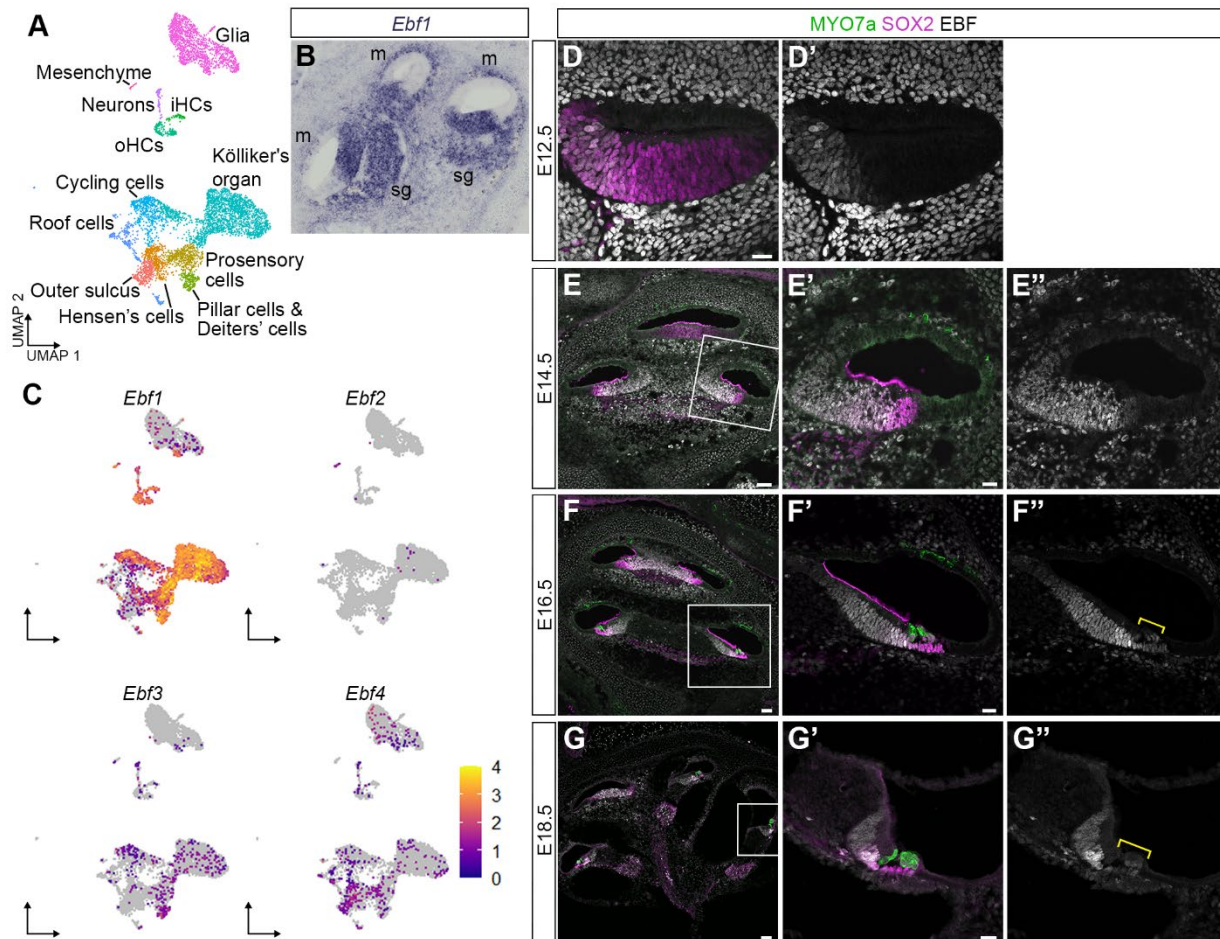 A
Glia
Mesenchyme
Neurons
iHCs
oHCs
Kölliker's
organ
Cycling cells
Roof cells
Prosensory
cells
Outer sulcus
Hensen's cells
Pillar cells &
Deiters' cells
UMAP 2
UMAP 1
Ebf1
B
m
m
m
sg
sg
C
Ebf1
Ebf2
Ebf3
Ebf4
4
3
2
1
0
MYO7a SOX2 EBF
E12.5
D
D'
E14.5
E
E'
E"
E16.5
F
F'
F"
E18.5
G
G'
G"